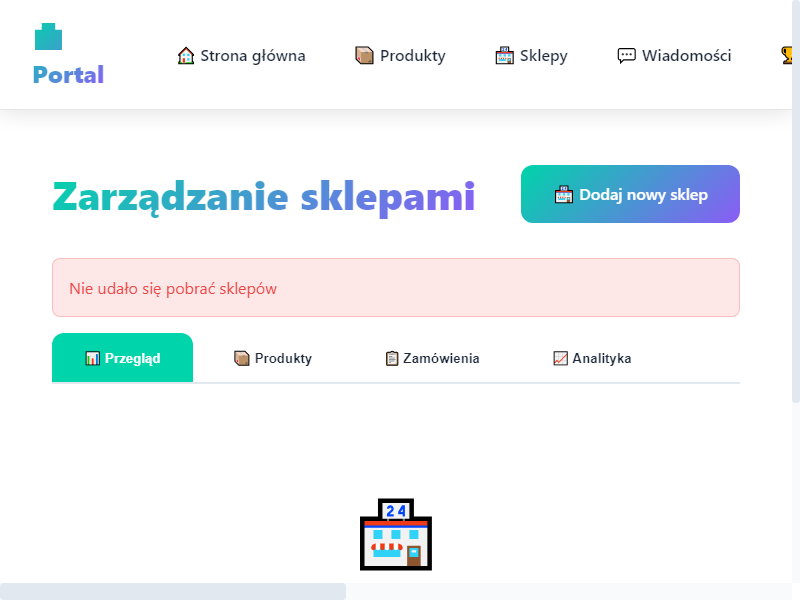 Portal
Strona główna
Produkty
Sklepy
Wiadomości
Zarządzanie sklepami
Dodaj nowy sklep
Nie udało się pobrać sklepów
Przegląd
Produkty
Zamówienia
Analityka
24